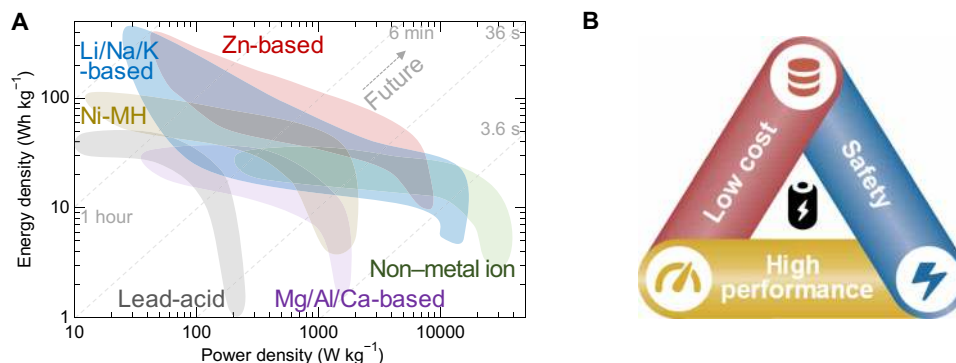 A
Energy density (Wh kg⁻¹)
100
10
1
Li/Na/K
-based
Zn-based
6 min
36 s
Future
Ni-MH
3.6 s
1 hour
Non–metal ion
Lead-acid
Mg/Al/Ca-based
10
100
1000
10000
Power density (W kg⁻¹)
B
Low cost
Safety
High
performance